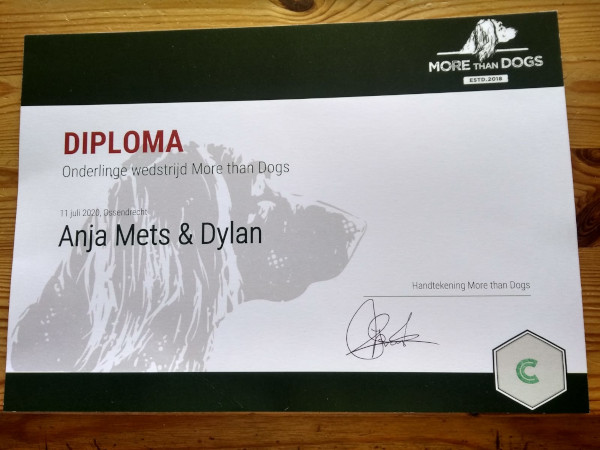 MORE THAN DOGS
ESTD.2018
DIPLOMA
Onderlinge wedstrijd More than Dogs
11 juli 2020, Ossendrecht
Anja Mets & Dylan
Handtekening More than Dogs
C